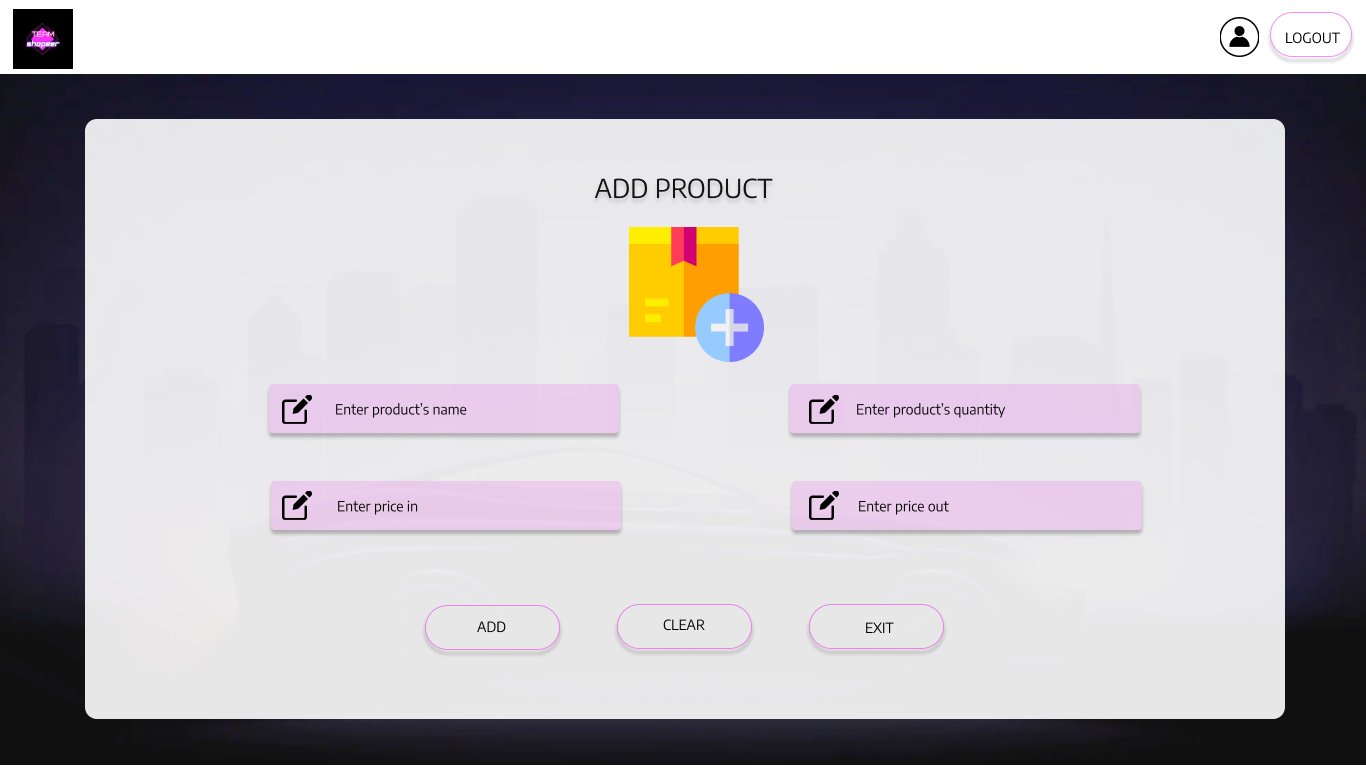 TEAM
shopeer
LOGOUT
ADD PRODUCT
Enter product’s name
Enter product’s quantity
Enter price in
Enter price out
ADD
CLEAR
EXIT